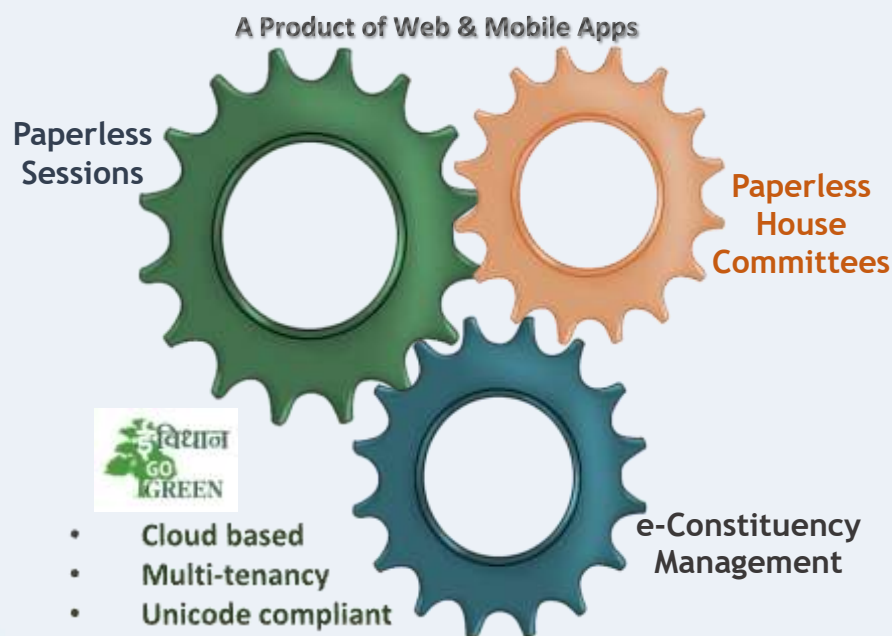 A Product of Web & Mobile Apps
Paperless
Sessions
Paperless
House
Committees
ई-विधान
GO
GREEN
• Cloud based
• Multi-tenancy
• Unicode compliant
e-Constituency
Management